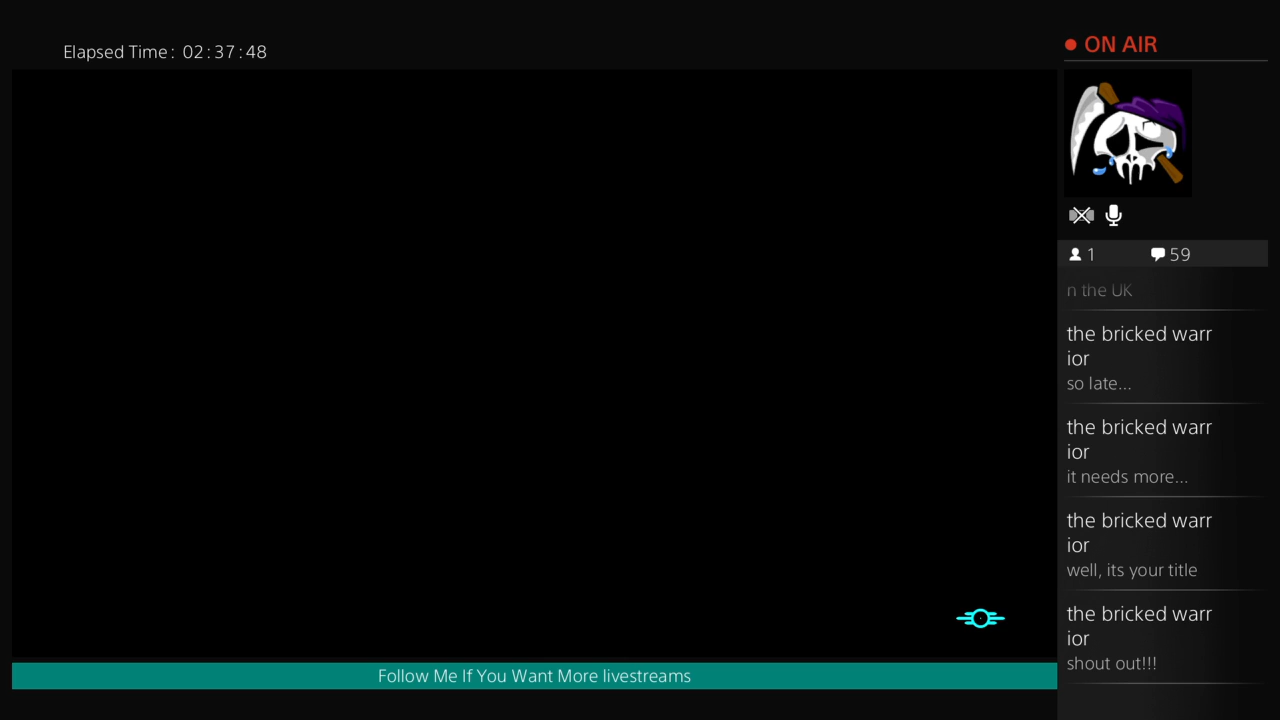 Elapsed Time: 02:37:48
ON AIR
1
59
n the UK
the bricked warr
ior
so late...
the bricked warr
ior
it needs more...
the bricked warr
ior
well, its your title
the bricked warr
ior
shout out!!!
Follow Me If You Want More livestreams